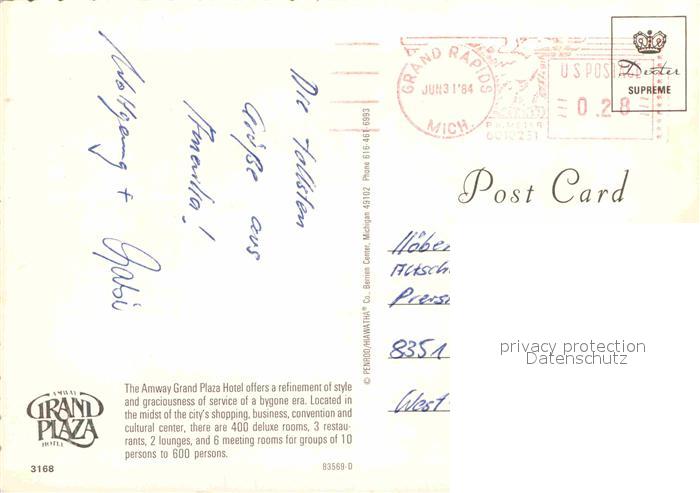 Die tollsten
Grüße aus
Amerika!
Wolfgang + Gabi
AMWAY
GRAND
PLAZA
HOTEL
3168
The Amway Grand Plaza Hotel offers a refinement of style
and graciousness of service of a bygone era. Located in
the midst of the city's shopping, business, convention and
cultural center, there are 400 deluxe rooms, 3 restau-
rants, 2 lounges, and 6 meeting rooms for groups of 10
persons to 600 persons.
83569-D
© PENROD/HIAWATHA® Co., Berrien Center, Michigan 49102 Phone 616-461-6993
GRAND RAPIDS
JUN 31 '84
MICH.
U.S. POSTAGE
0.28
PB METER
6010251
Dexter
SUPREME
Post Card
8351
West
privacy protection
Datenschutz